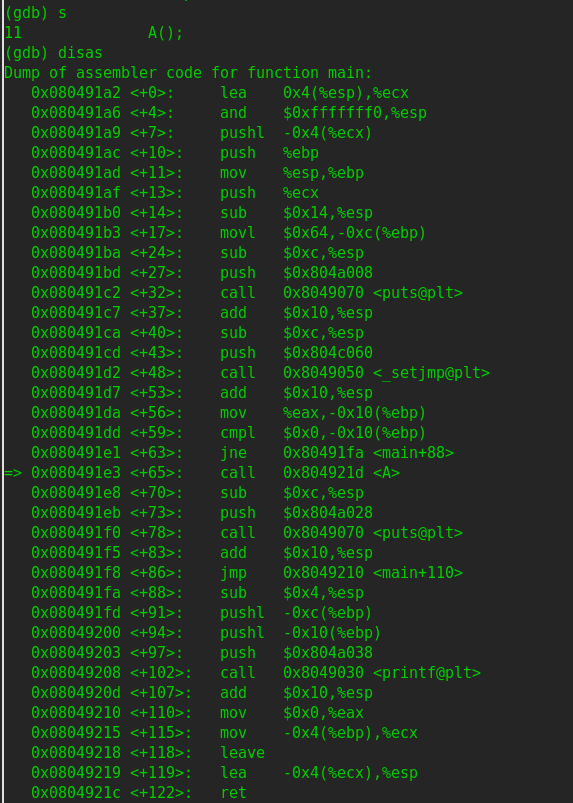 (gdb) s
11              A();
(gdb) disas
Dump of assembler code for function main:
   0x080491a2 <+0>:     lea    0x4(%esp),%ecx
   0x080491a6 <+4>:     and    $0xfffffff0,%esp
   0x080491a9 <+7>:     pushl  -0x4(%ecx)
   0x080491ac <+10>:    push   %ebp
   0x080491ad <+11>:    mov    %esp,%ebp
   0x080491af <+13>:    push   %ecx
   0x080491b0 <+14>:    sub    $0x14,%esp
   0x080491b3 <+17>:    movl   $0x64,-0xc(%ebp)
   0x080491ba <+24>:    sub    $0xc,%esp
   0x080491bd <+27>:    push   $0x804a008
   0x080491c2 <+32>:    call   0x8049070 <puts@plt>
   0x080491c7 <+37>:    add    $0x10,%esp
   0x080491ca <+40>:    sub    $0xc,%esp
   0x080491cd <+43>:    push   $0x804c060
   0x080491d2 <+48>:    call   0x8049050 <_setjmp@plt>
   0x080491d7 <+53>:    add    $0x10,%esp
   0x080491da <+56>:    mov    %eax,-0x10(%ebp)
   0x080491dd <+59>:    cmpl   $0x0,-0x10(%ebp)
   0x080491e1 <+63>:    jne    0x80491fa <main+88>
=> 0x080491e3 <+65>:    call   0x804921d <A>
   0x080491e8 <+70>:    sub    $0xc,%esp
   0x080491eb <+73>:    push   $0x804a028
   0x080491f0 <+78>:    call   0x8049070 <puts@plt>
   0x080491f5 <+83>:    add    $0x10,%esp
   0x080491f8 <+86>:    jmp    0x8049210 <main+110>
   0x080491fa <+88>:    sub    $0x4,%esp
   0x080491fd <+91>:    pushl  -0xc(%ebp)
   0x08049200 <+94>:    pushl  -0x10(%ebp)
   0x08049203 <+97>:    push   $0x804a038
   0x08049208 <+102>:   call   0x8049030 <printf@plt>
   0x0804920d <+107>:   add    $0x10,%esp
   0x08049210 <+110>:   mov    $0x0,%eax
   0x08049215 <+115>:   mov    -0x4(%ebp),%ecx
   0x08049218 <+118>:   leave
   0x08049219 <+119>:   lea    -0x4(%ecx),%esp
   0x0804921c <+122>:   ret